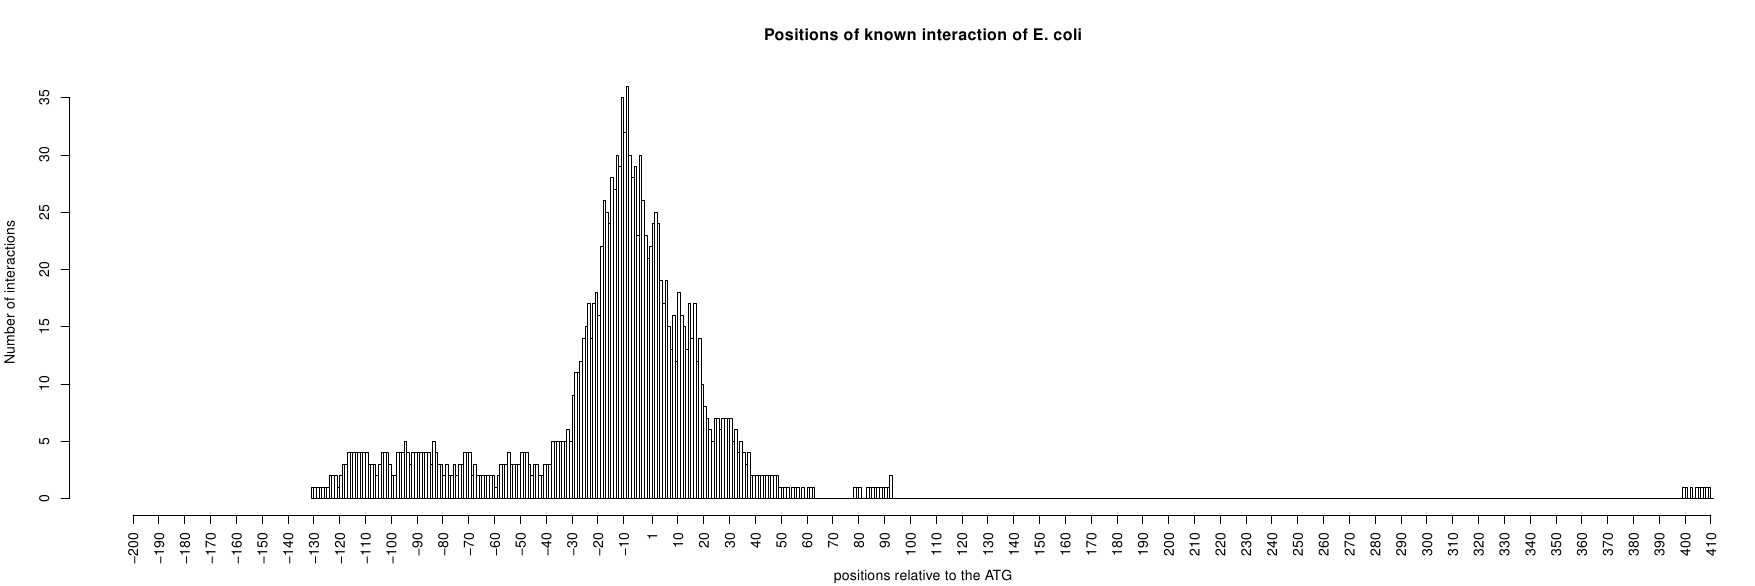 Positions of known interaction of E. coli
Number of interactions
35
30
25
20
15
10
5
0
−200 −190 −180 −170 −160 −150 −140 −130 −120 −110 −100 −90 −80 −70 −60 −50 −40 −30 −20 −10 1 10 20 30 40 50 60 70 80 90 100 110 120 130 140 150 160 170 180 190 200 210 220 230 240 250 260 270 280 290 300 310 320 330 340 350 360 370 380 390 400 410
positions relative to the ATG